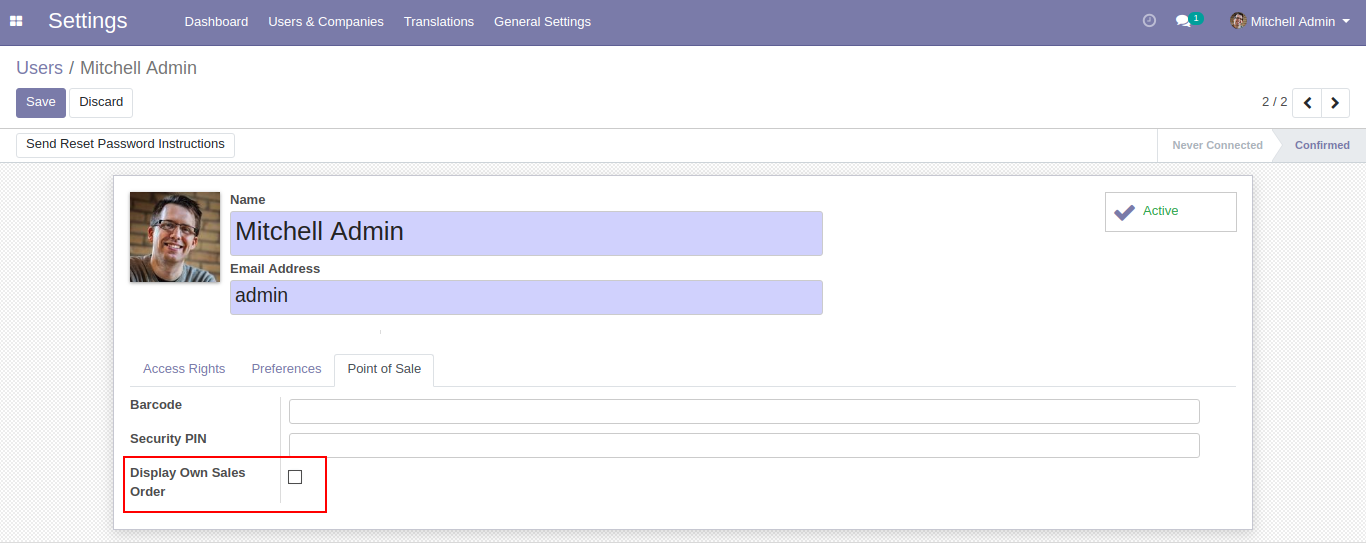 Settings Dashboard Users & Companies Translations General Settings 1 Mitchell Admin
Users / Mitchell Admin
Save Discard 2 / 2
Send Reset Password Instructions Never Connected Confirmed
Name
Mitchell Admin
Active
Email Address
admin
Access Rights Preferences Point of Sale
Barcode
Security PIN
Display Own Sales
Order